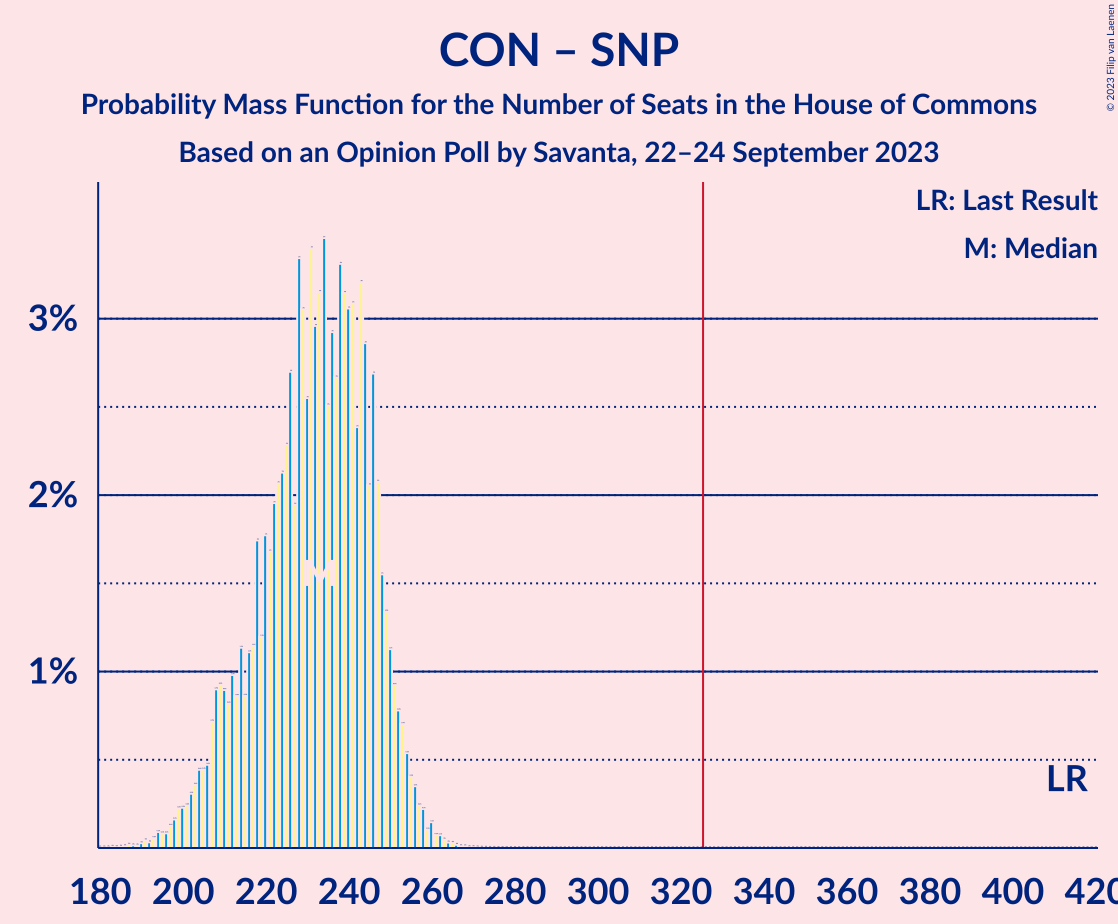 CON – SNP
Probability Mass Function for the Number of Seats in the House of Commons
Based on an Opinion Poll by Savanta, 22–24 September 2023
© 2023 Filip van Laenen
LR: Last Result
M: Median
3%
2%
1%
M
LR
180 200 220 240 260 280 300 320 340 360 380 400 420